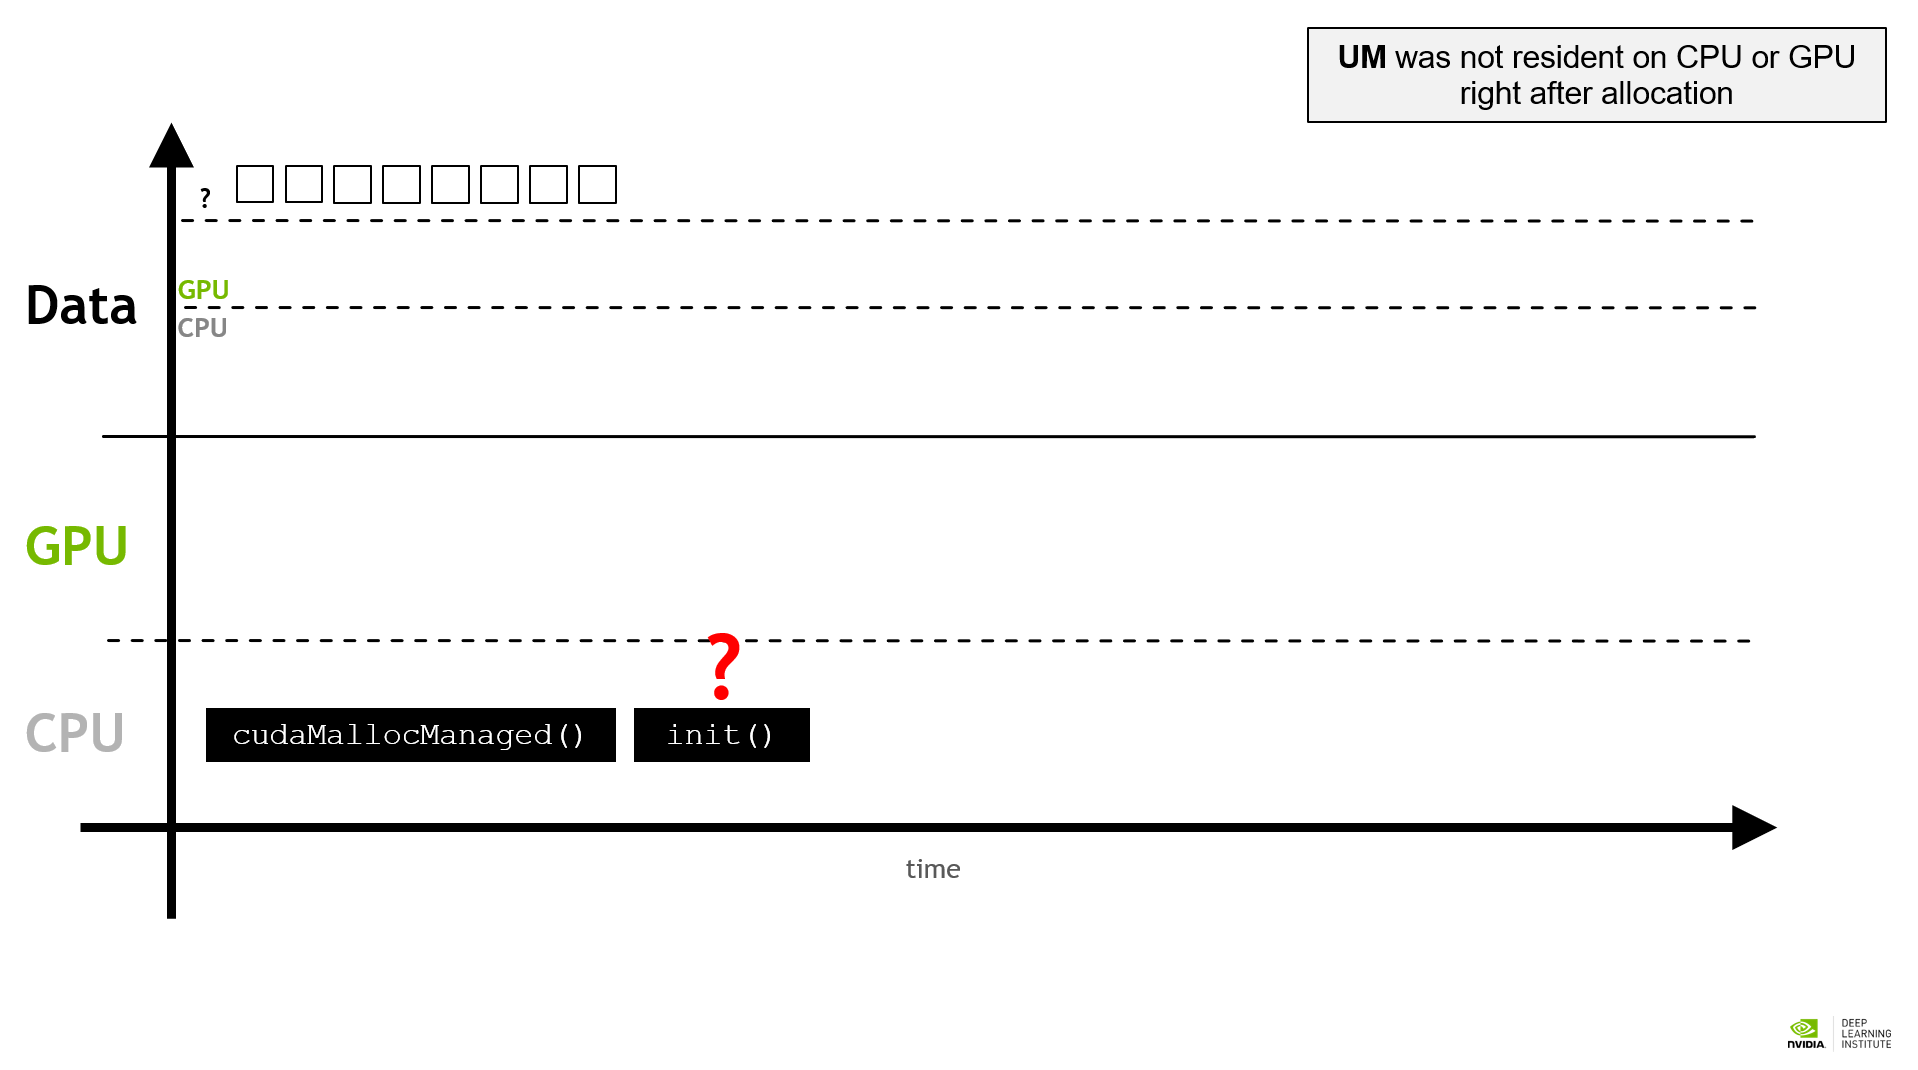 UM was not resident on CPU or GPU
right after allocation
?
Data
GPU
CPU
GPU
?
CPU
cudaMallocManaged()
init()
time
NVIDIA
DEEP
LEARNING
INSTITUTE